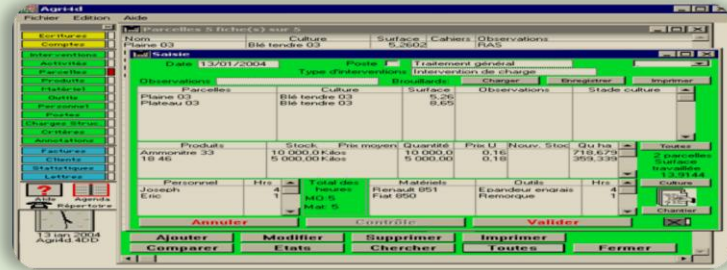 Agri4d
Fichier Edition Aide
Ecritures
Comptes
Interventions
Activités
Parcelles
Produits
Matériel
Outils
Personnel
Postes
Charges Struc.
Critères
Annotations
Factures
Clients
Statistiques
Lettres
Aide Agenda
Répertoire
13 jan 2004
Agri4d.4DD
Parcelles 5 fiche(s) sur 5
Nom Culture Surface Cahiers Observations
Plaine 03 Blé tendre 03 5,2602 RAS
Saisie
Date 13/01/2004 Poste Traitement général
Type d'interventions Intervention de charge
Observations Brouillards: Charger Enregistrer Imprimer
Parcelles Culture Surface Observations Stade culture
Plaine 03 Blé tendre 03 5,26
Plateau 03 Blé tendre 03 8,65
Produits Stock Prix moyen Quantité Prix U Nouv. Stoc Qu ha
Ammonitre 33 10 000,0 Kilos 10 000,0 0,16 718,679
18 46 5 000,00 Kilos 5 000,00 0,18 359,339
Toutes
2 parcelles
Surface
travaillée
13,9144
Culture
Chantier
Personnel Hrs Total des heures Matériels Outils Hrs
Joseph 4 Renault 851 Epandeur engrais 4
Eric 1 MO:5 Fiat 850 Remorque 1
Mat: 5
Annuler Contrôle Valider
Ajouter Modifier Supprimer Imprimer
Comparer Etats Chercher Toutes Fermer